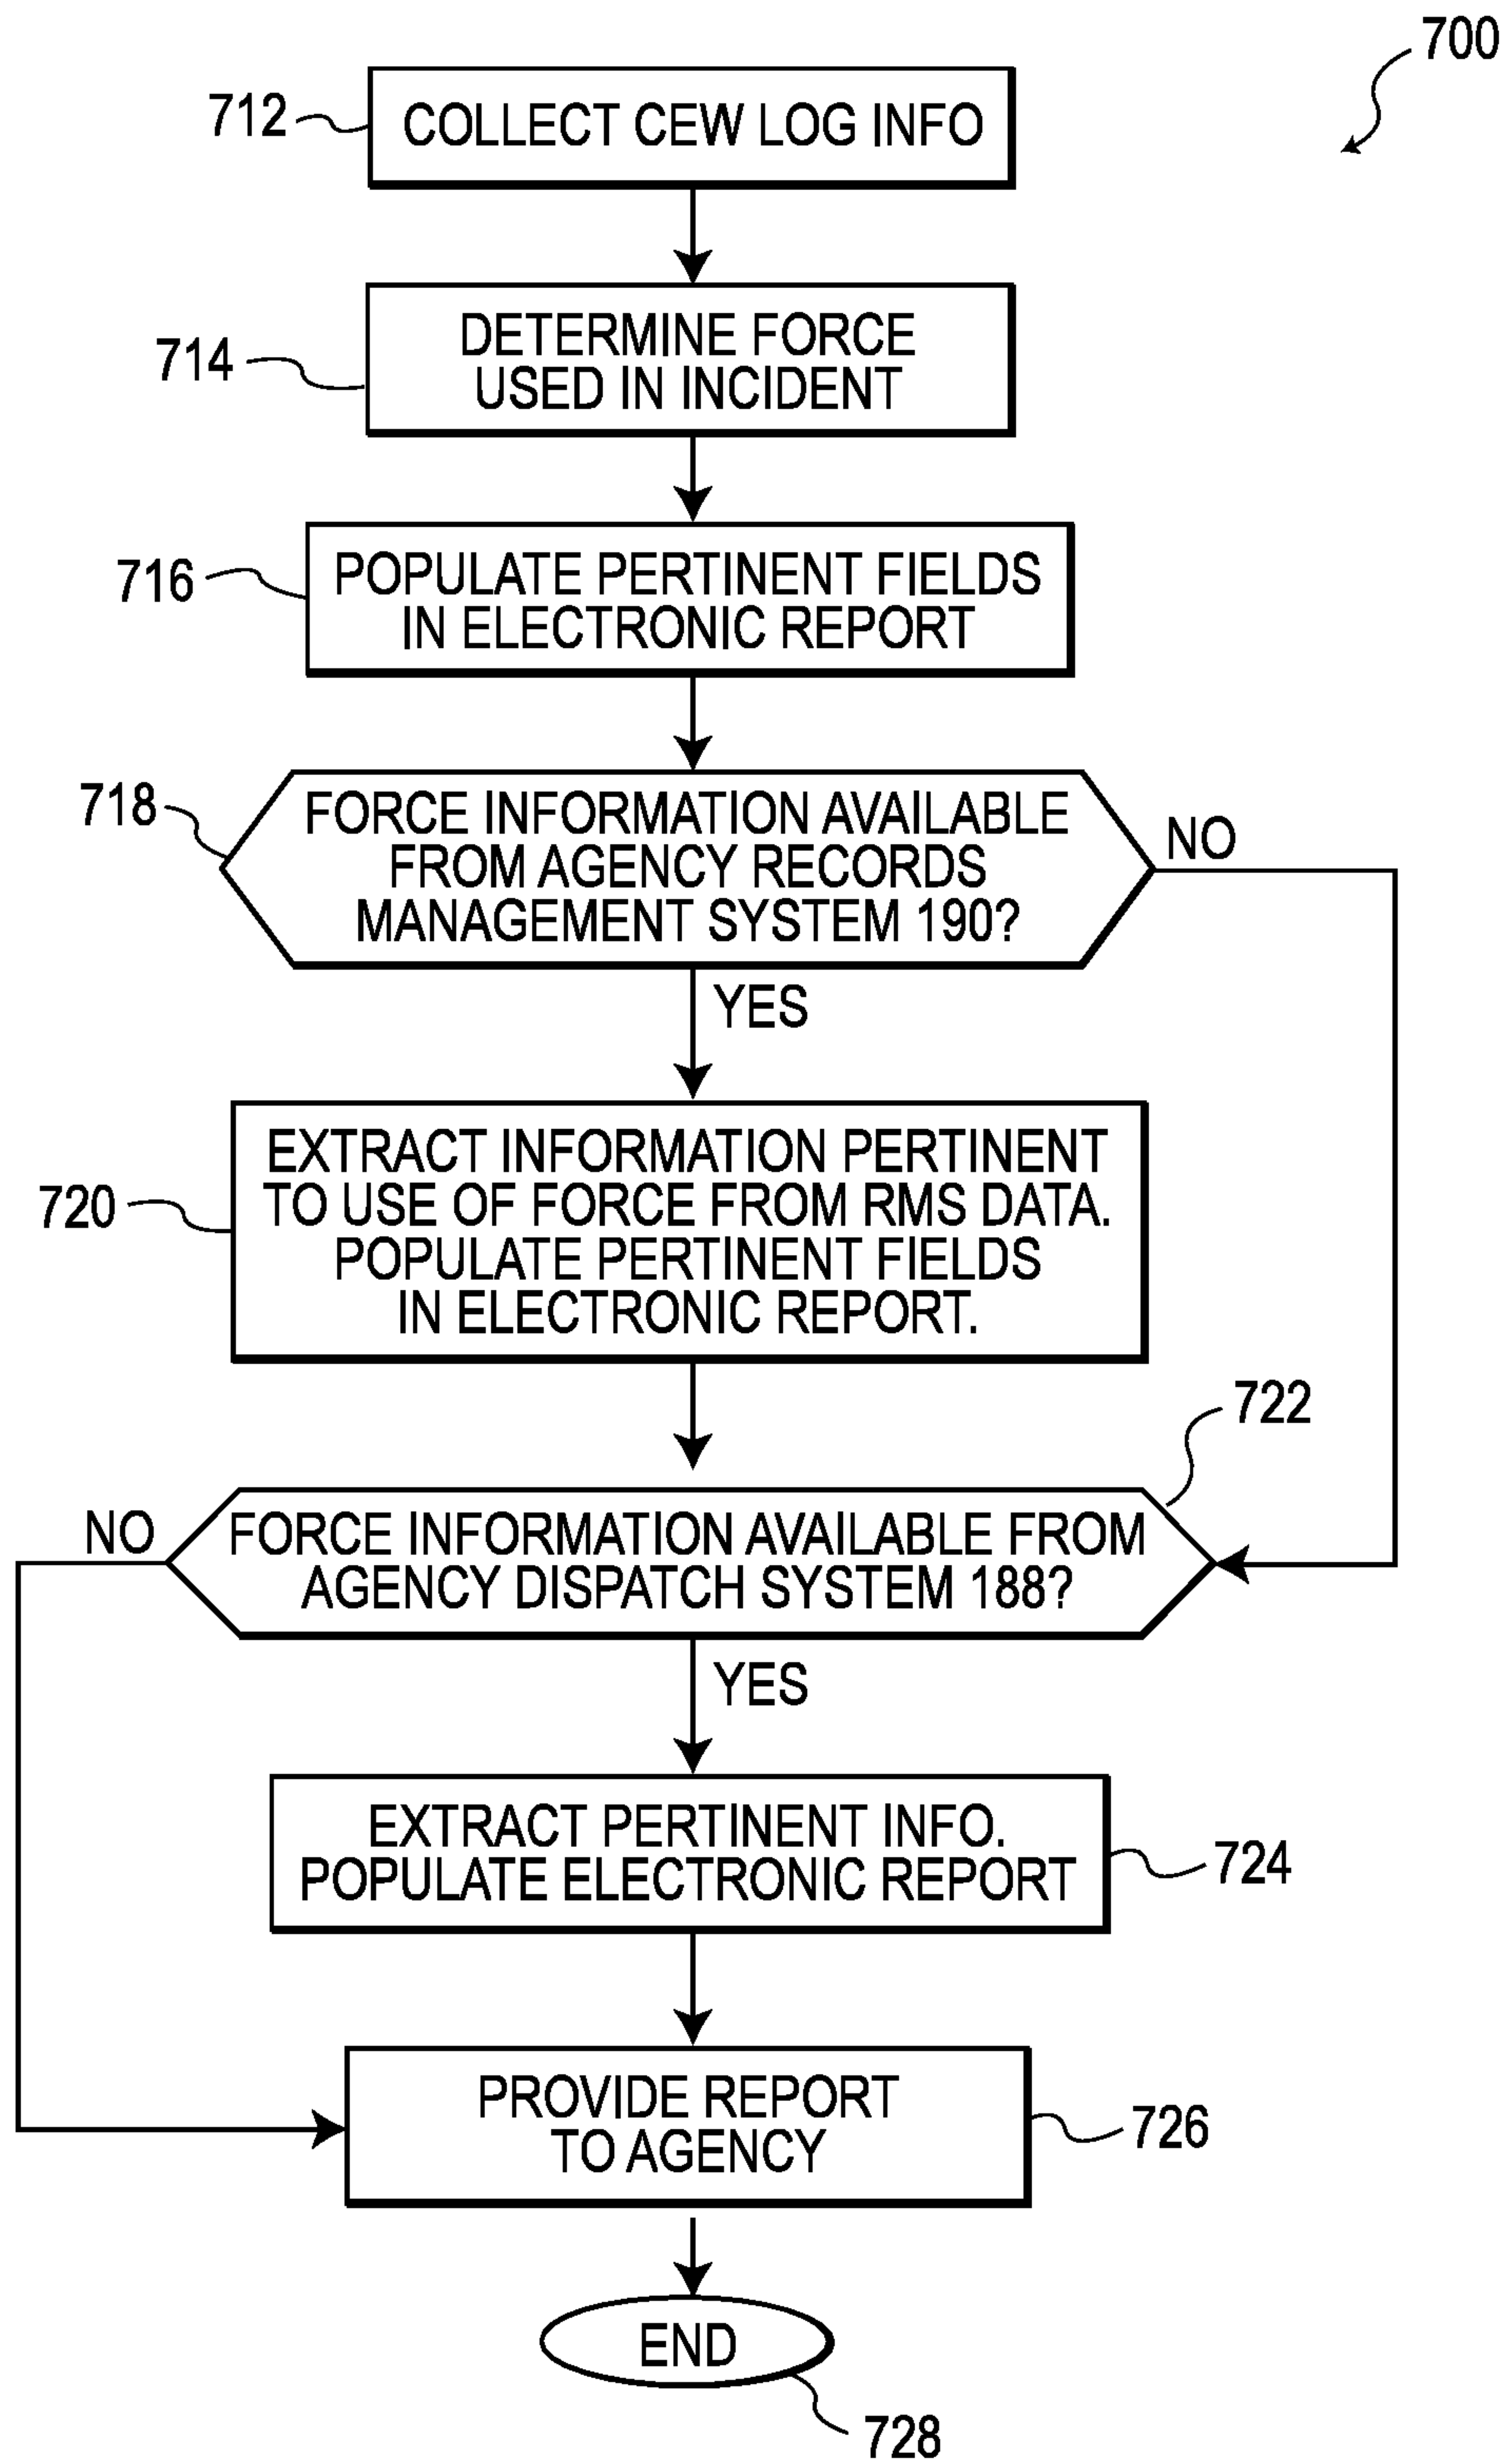 700
712
COLLECT CEW LOG INFO
714
DETERMINE FORCE
USED IN INCIDENT
716
POPULATE PERTINENT FIELDS
IN ELECTRONIC REPORT
718
FORCE INFORMATION AVAILABLE
FROM AGENCY RECORDS
MANAGEMENT SYSTEM 190?
NO
YES
720
EXTRACT INFORMATION PERTINENT
TO USE OF FORCE FROM RMS DATA.
POPULATE PERTINENT FIELDS
IN ELECTRONIC REPORT.
722
NO
FORCE INFORMATION AVAILABLE FROM
AGENCY DISPATCH SYSTEM 188?
YES
EXTRACT PERTINENT INFO.
POPULATE ELECTRONIC REPORT
724
PROVIDE REPORT
TO AGENCY
726
END
728